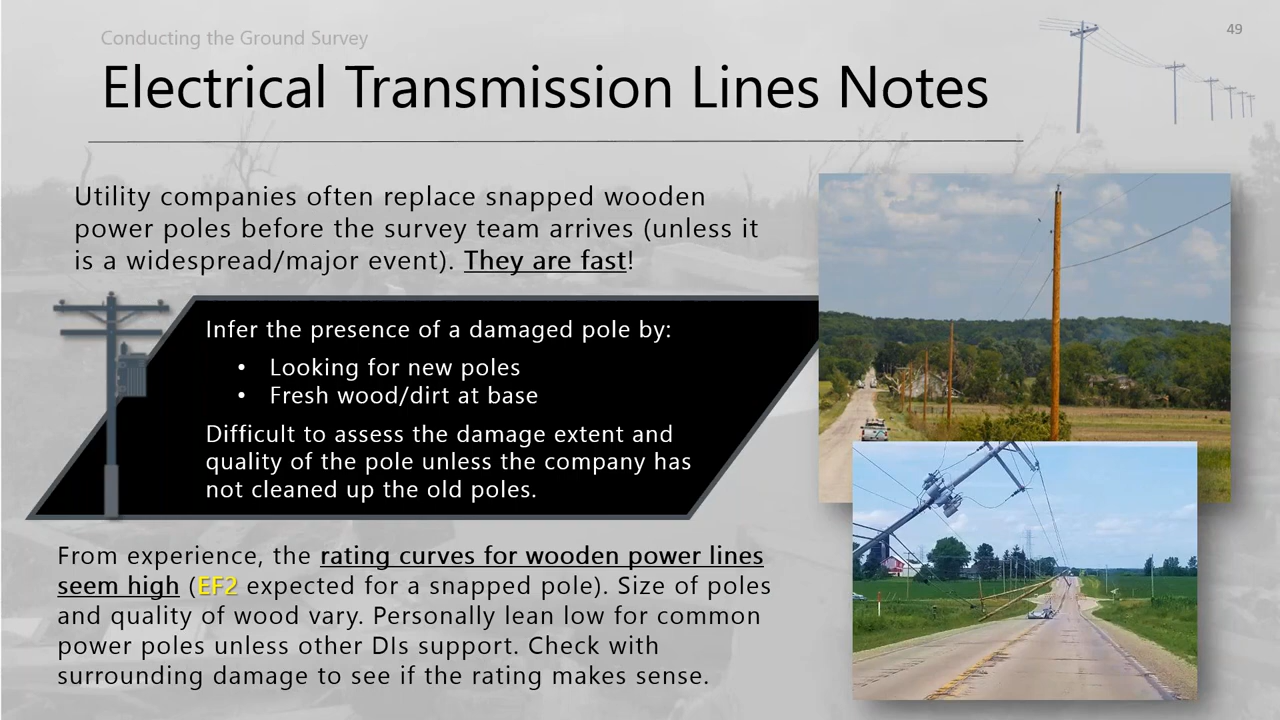 Conducting the Ground Survey
49
Electrical Transmission Lines Notes
Utility companies often replace snapped wooden
power poles before the survey team arrives (unless it
is a widespread/major event). They are fast!
Infer the presence of a damaged pole by:
• Looking for new poles
• Fresh wood/dirt at base
Difficult to assess the damage extent and
quality of the pole unless the company has
not cleaned up the old poles.
From experience, the rating curves for wooden power lines
seem high (EF2 expected for a snapped pole). Size of poles
and quality of wood vary. Personally lean low for common
power poles unless other DIs support. Check with
surrounding damage to see if the rating makes sense.